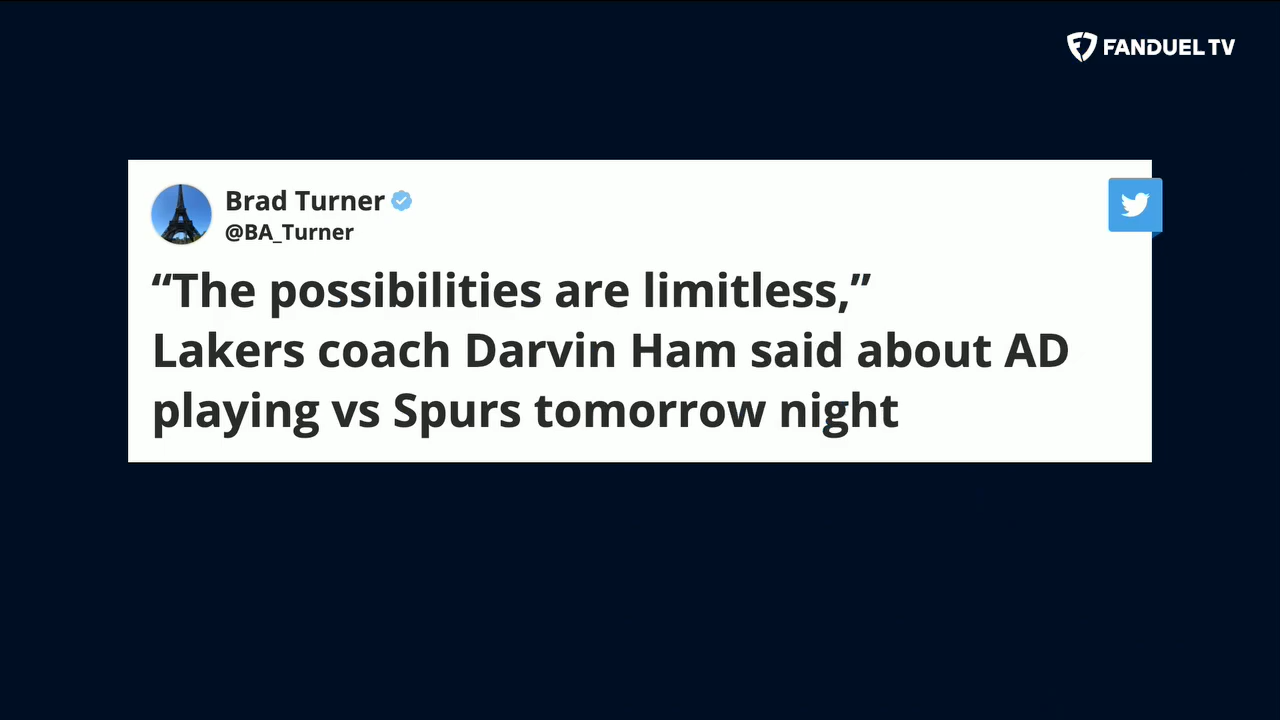 FANDUEL TV
Brad Turner
@BA_Turner
“The possibilities are limitless,”
Lakers coach Darvin Ham said about AD
playing vs Spurs tomorrow night